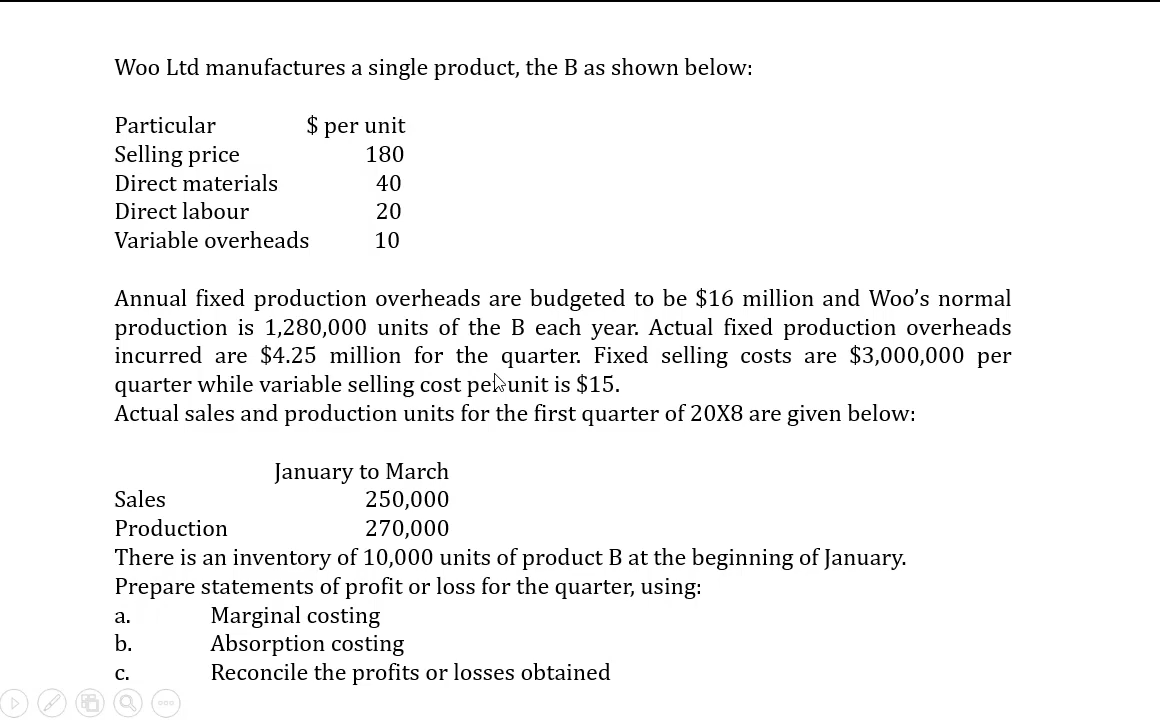 Woo Ltd manufactures a single product, the B as shown below:
Particular $ per unit
Selling price 180
Direct materials 40
Direct labour 20
Variable overheads 10
Annual fixed production overheads are budgeted to be $16 million and Woo’s normal
production is 1,280,000 units of the B each year. Actual fixed production overheads
incurred are $4.25 million for the quarter. Fixed selling costs are $3,000,000 per
quarter while variable selling cost per unit is $15.
Actual sales and production units for the first quarter of 20X8 are given below:
January to March
Sales 250,000
Production 270,000
There is an inventory of 10,000 units of product B at the beginning of January.
Prepare statements of profit or loss for the quarter, using:
a. Marginal costing
b. Absorption costing
c. Reconcile the profits or losses obtained